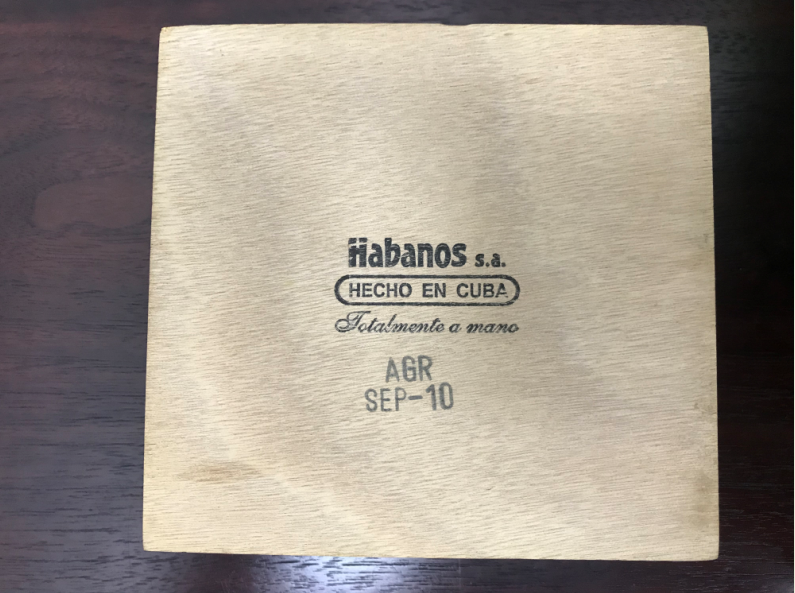 Habanos s.a.
HECHO EN CUBA
Totalmente a mano
AGR
SEP-10